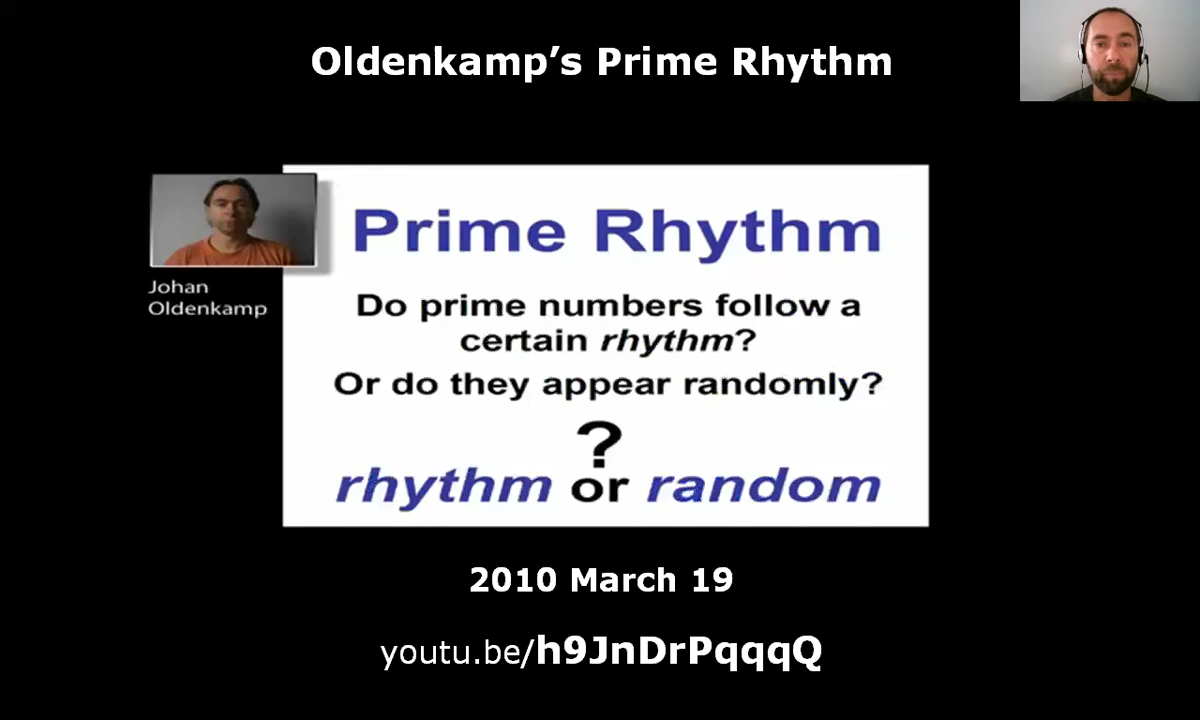 Oldenkamp’s Prime Rhythm
Johan
Oldenkamp
Prime Rhythm
Do prime numbers follow a
certain rhythm?
Or do they appear randomly?
?
rhythm or random
2010 March 19
youtu.be/h9JnDrPqqqQ